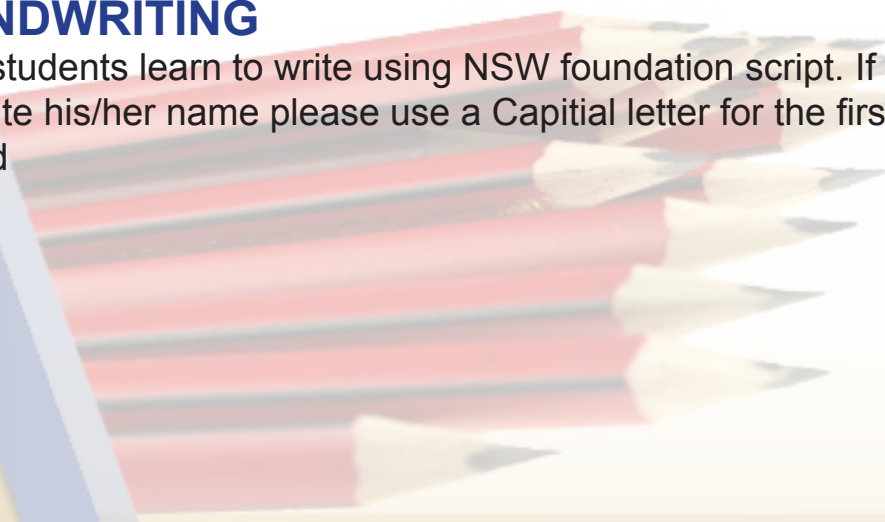 NDWRITING
students learn to write using NSW foundation script. If
te his/her name please use a Capitial letter for the firs
d